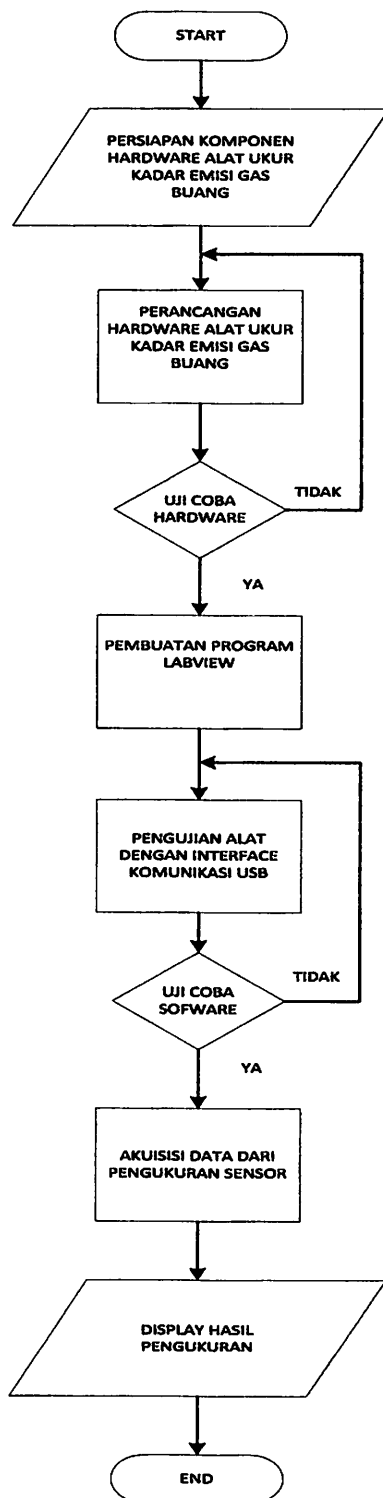 START
PERSIAPAN KOMPONEN
HARDWARE ALAT UKUR
KADAR EMISI GAS
BUANG
PERANCANGAN
HARDWARE ALAT UKUR
KADAR EMISI GAS
BUANG
UJI COBA
HARDWARE
TIDAK
YA
PEMBUATAN PROGRAM
LABVIEW
PENGUJIAN ALAT
DENGAN INTERFACE
KOMUNIKASI USB
UJI COBA
SOFWARE
TIDAK
YA
AKUISISI DATA DARI
PENGUKURAN SENSOR
DISPLAY HASIL
PENGUKURAN
END